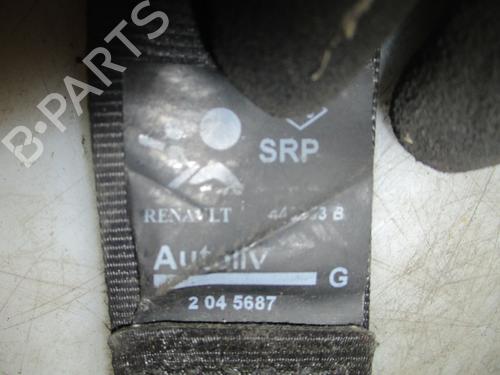 B-PARTS
SRP
RENAULT
B
Autoliv
G
2 04 5687